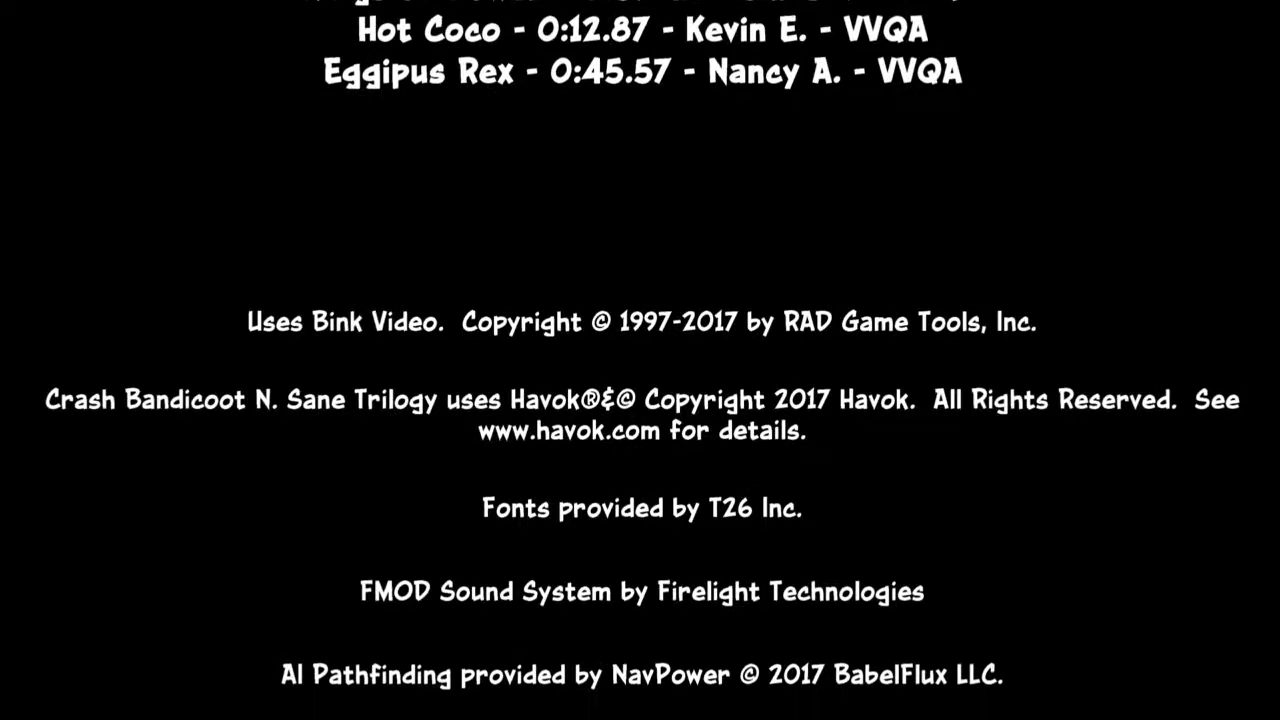 Hot Coco - 0:12.87 - Kevin E. - VVQA
Eggipus Rex - 0:45.57 - Nancy A. - VVQA
Uses Bink Video.  Copyright © 1997-2017 by RAD Game Tools, Inc.
Crash Bandicoot N. Sane Trilogy uses Havok®&© Copyright 2017 Havok.  All Rights Reserved.  See
www.havok.com for details.
Fonts provided by T26 Inc.
FMOD Sound System by Firelight Technologies
AI Pathfinding provided by NavPower © 2017 BabelFlux LLC.